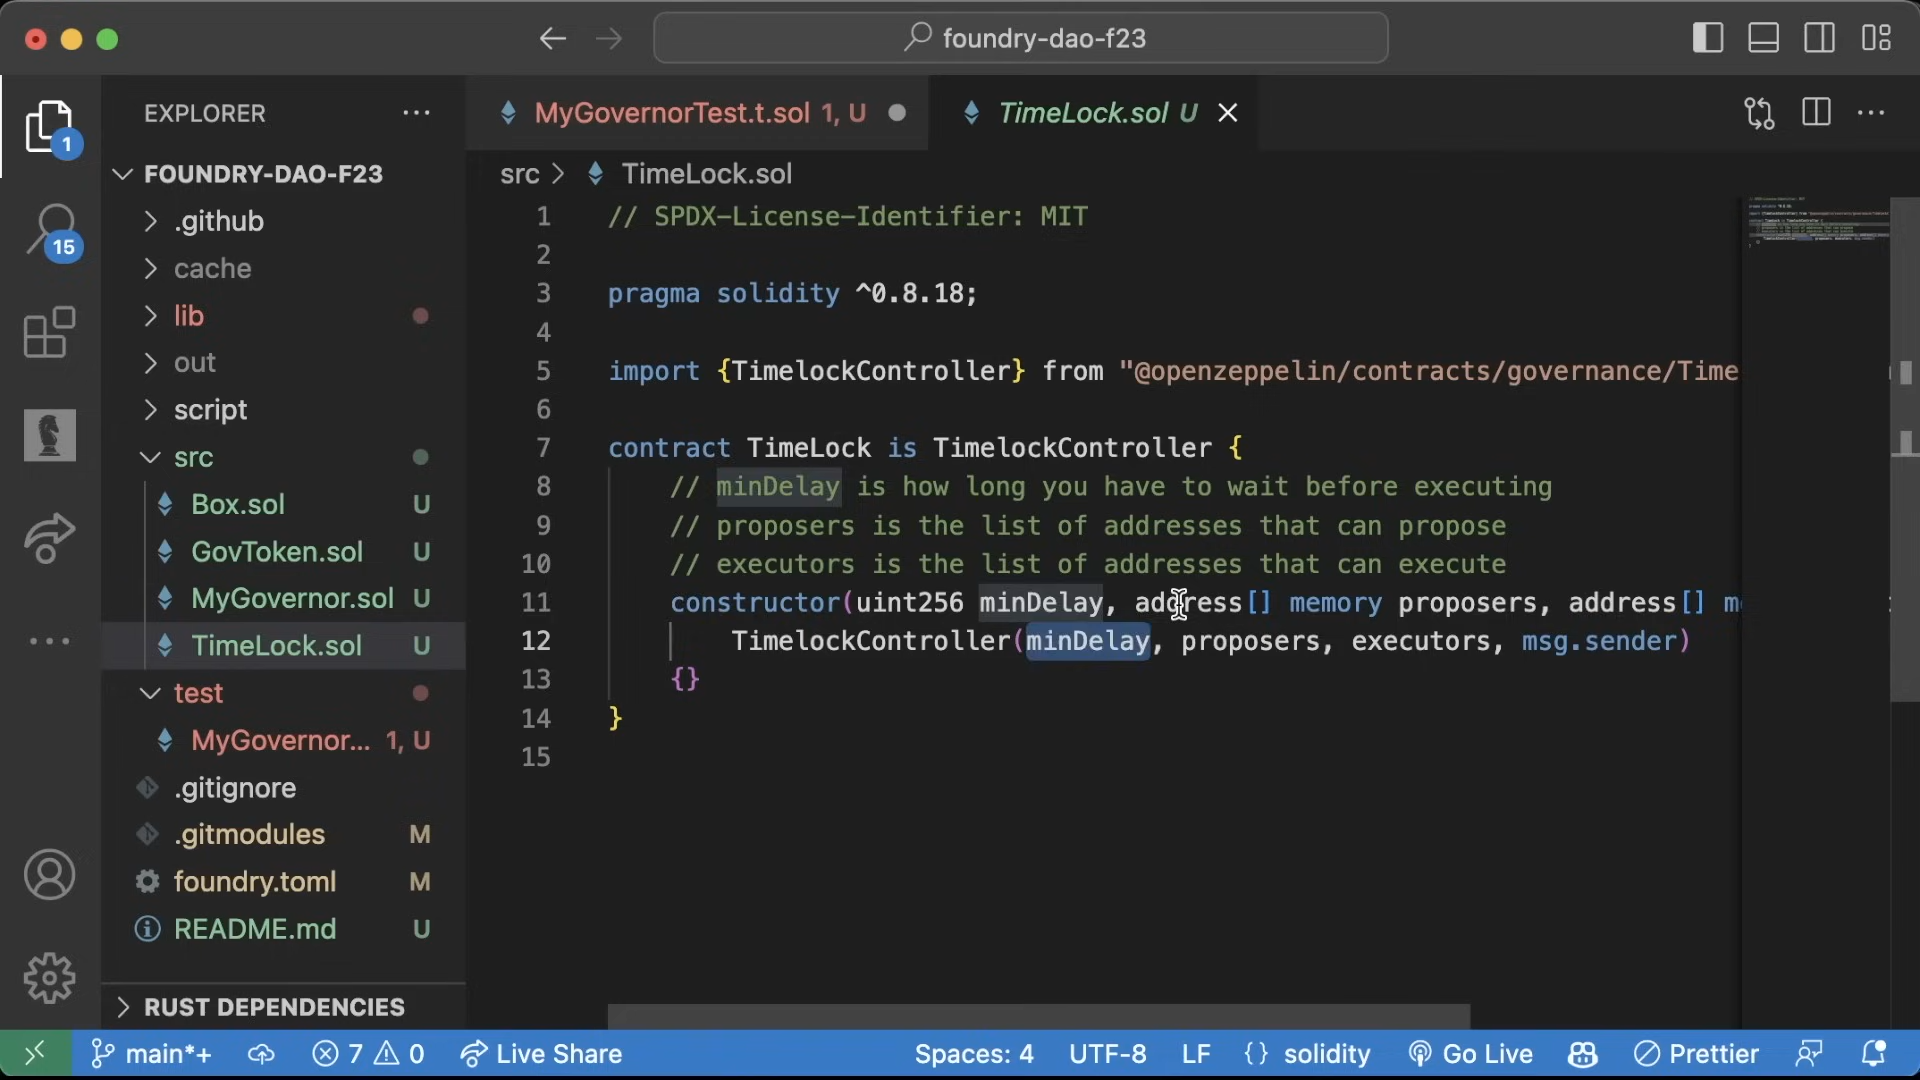 foundry-dao-f23
EXPLORER
MyGovernorTest.t.sol 1, U
TimeLock.sol U
1
15
FOUNDRY-DAO-F23
.github
cache
lib
out
script
src
Box.sol U
GovToken.sol U
MyGovernor.sol U
TimeLock.sol U
test
MyGovernor... 1, U
.gitignore
.gitmodules M
foundry.toml M
README.md U
RUST DEPENDENCIES
src > TimeLock.sol
1 // SPDX-License-Identifier: MIT
2
3 pragma solidity ^0.8.18;
4
5 import {TimelockController} from "@openzeppelin/contracts/governance/Time
6
7 contract TimeLock is TimelockController {
8 // minDelay is how long you have to wait before executing
9 // proposers is the list of addresses that can propose
10 // executors is the list of addresses that can execute
11 constructor(uint256 minDelay, address[] memory proposers, address[] m
12 TimelockController(minDelay, proposers, executors, msg.sender)
13 {}
14 }
15
main*+ 7 0 Live Share Spaces: 4 UTF-8 LF {} solidity Go Live Prettier